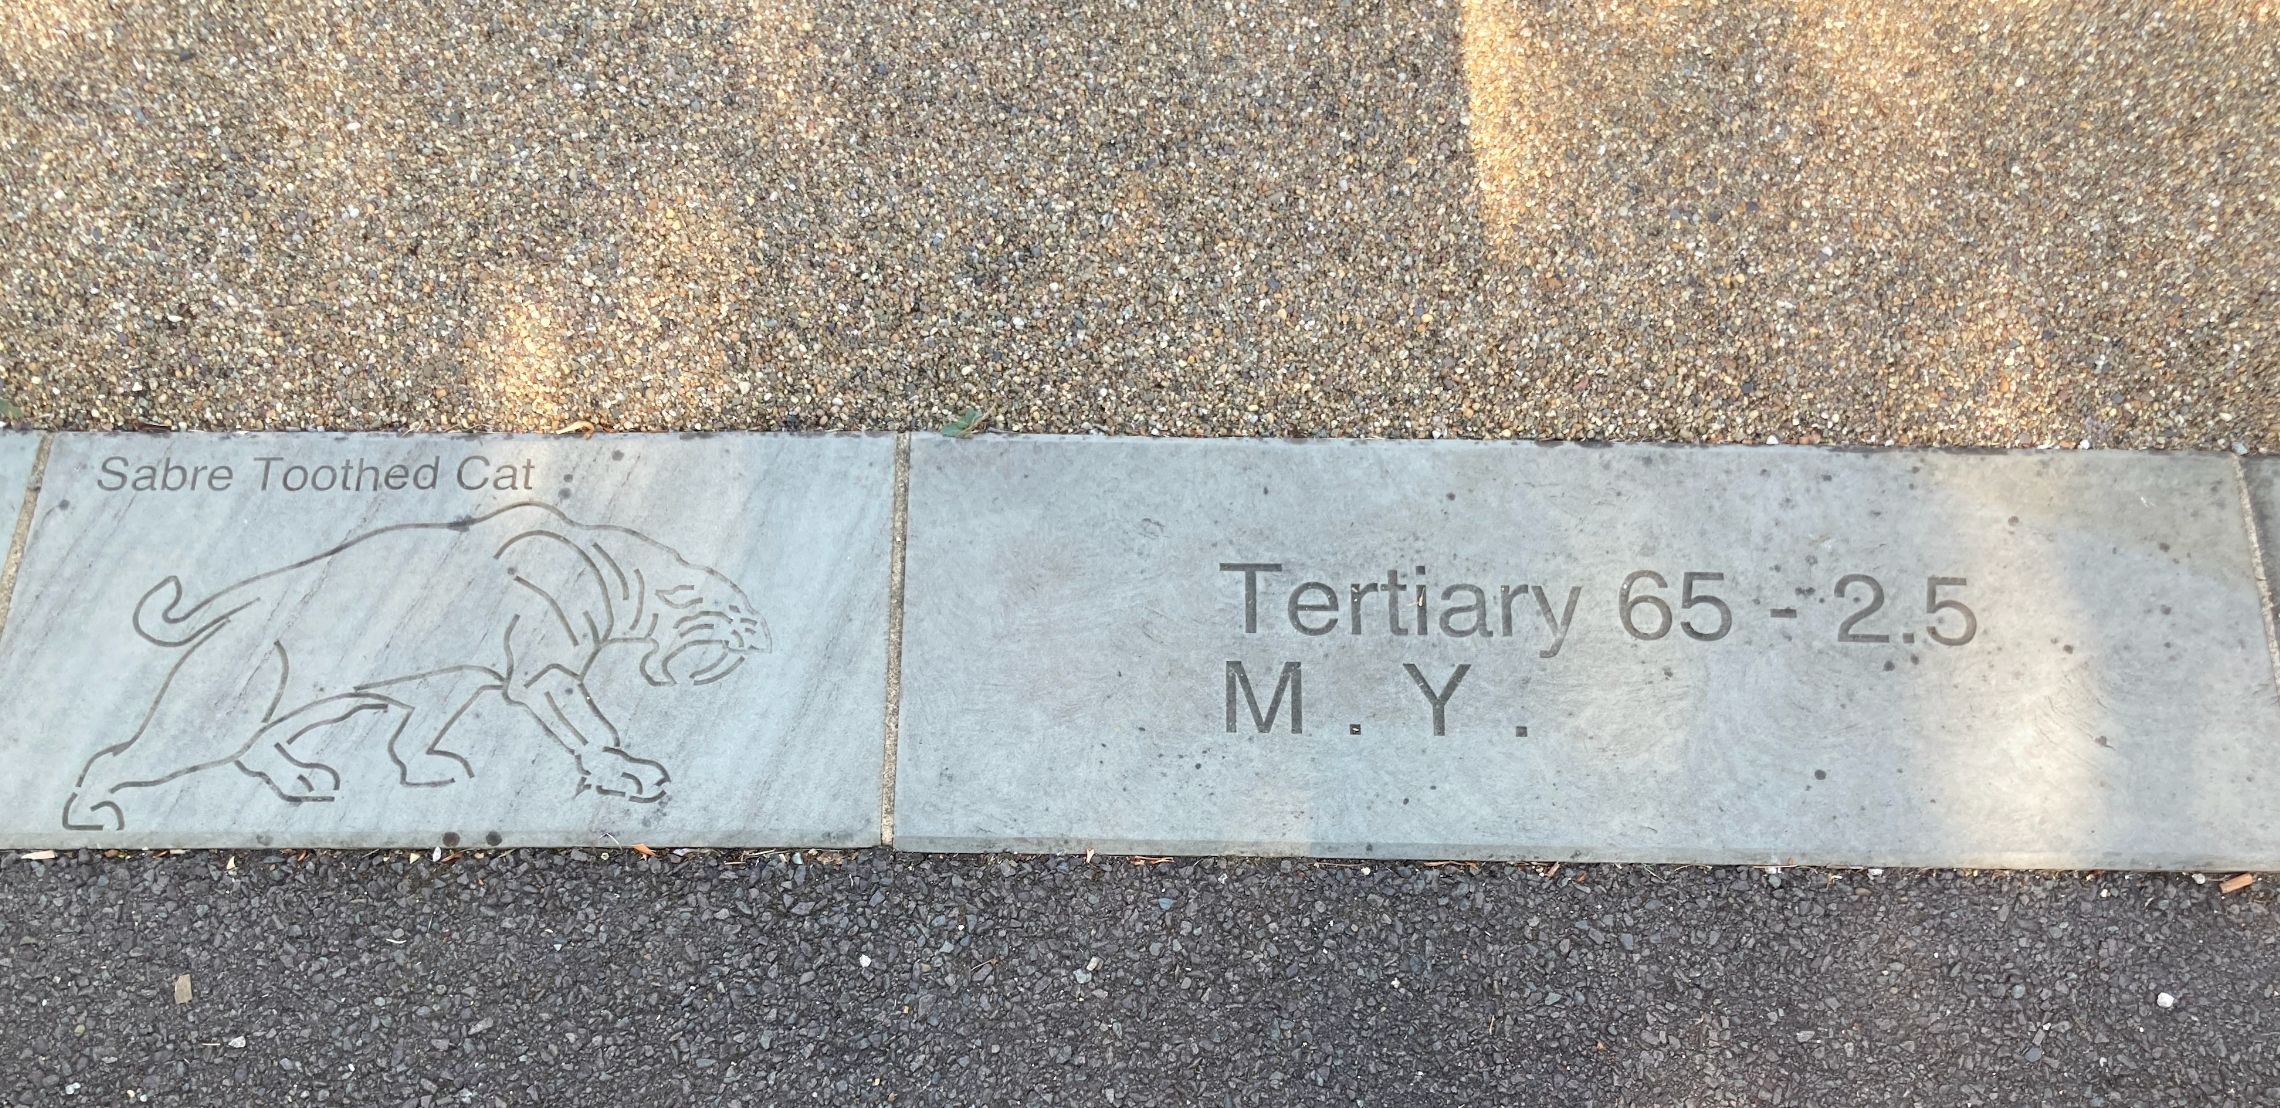 Sabre Toothed Cat
Tertiary 65 - 2.5
M . Y .